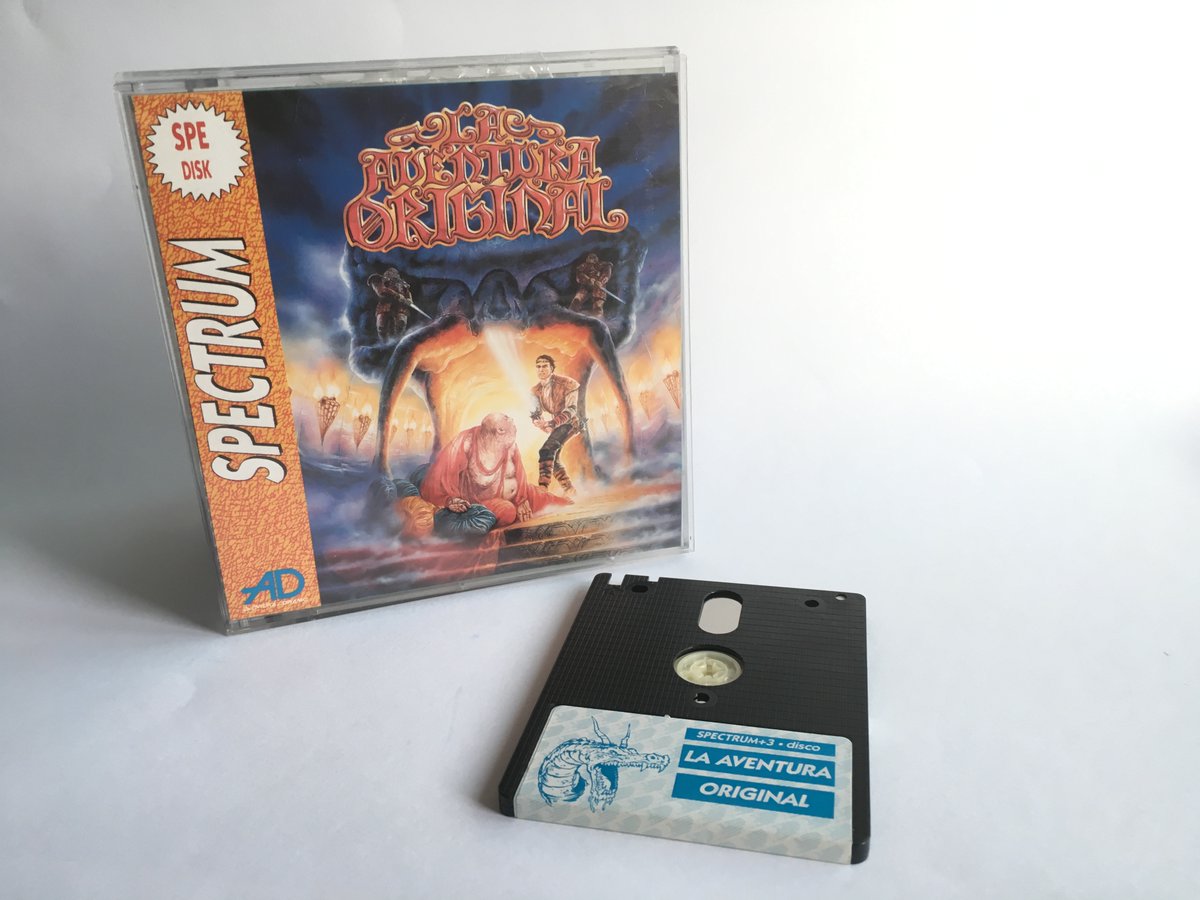 SPE
DISK
SPECTRUM
LA
AVENTURA
ORIGINAL
AD
SPECTRUM+3 • disco
LA AVENTURA
ORIGINAL